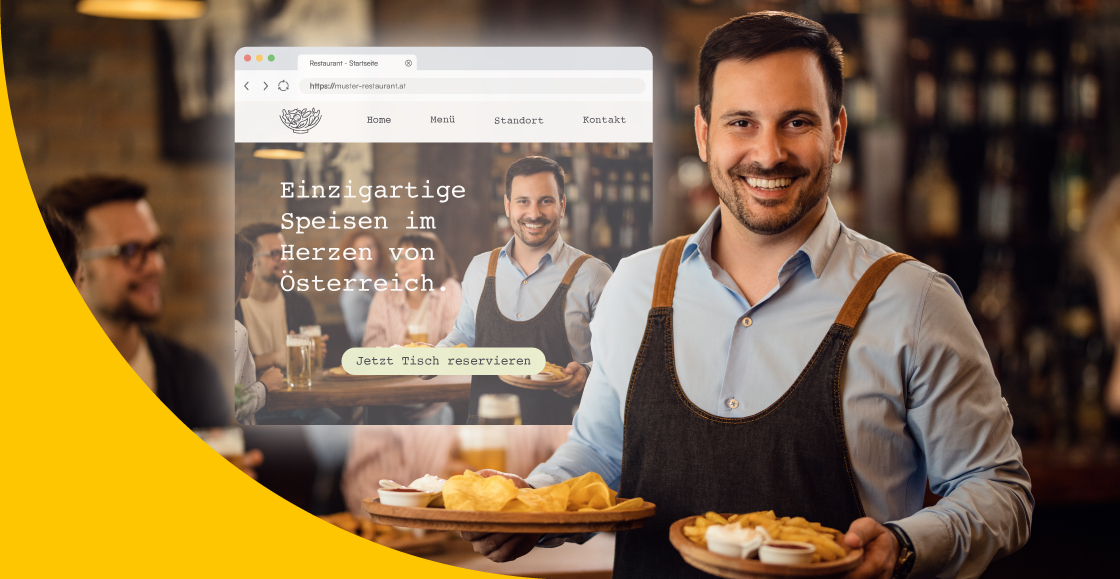 Restaurant - Startseite
https://muster-restaurant.at
Home Menü Standort Kontakt
Einzigartige
Speisen im
Herzen von
Österreich.
Jetzt Tisch reservieren